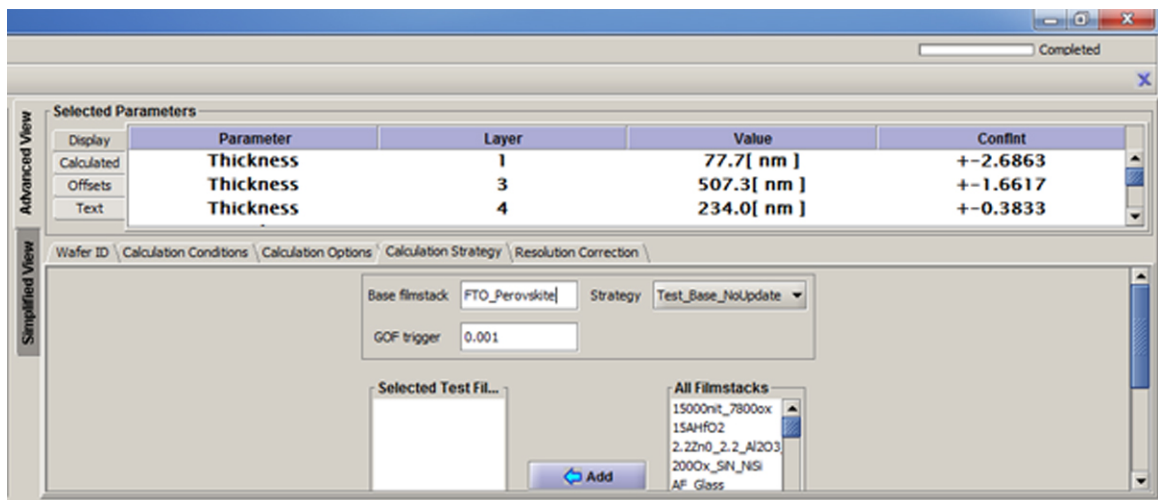 Completed
Advanced View
Simplified View
Selected Parameters
Display
Calculated
Offsets
Text
Parameter Layer Value ConfInt
Thickness 1 77.7[ nm ] +-2.6863
Thickness 3 507.3[ nm ] +-1.6617
Thickness 4 234.0[ nm ] +-0.3833
Wafer ID Calculation Conditions Calculation Options Calculation Strategy Resolution Correction
Base filmstack FTO_Perovskite Strategy Test_Base_NoUpdate
GOF trigger 0.001
Selected Test Fil...
Add
All Filmstacks
15000nit_7800ox
15AHfO2
2.2Zn0_2.2_Al2O3
200Ox_SiN_NiSi
AF_Glass